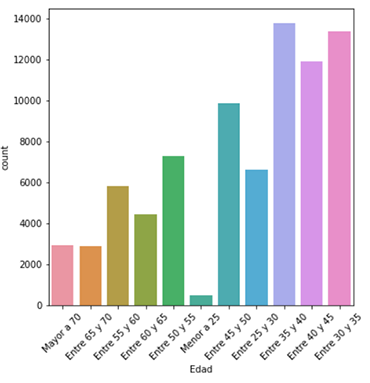 14000
12000
10000
8000
6000
4000
2000
0
count
Mayor a 70
Entre 65 y 70
Entre 55 y 60
Entre 60 y 65
Entre 50 y 55
Menor a 25
Entre 45 y 50
Entre 25 y 30
Entre 35 y 40
Entre 40 y 45
Entre 30 y 35
Edad